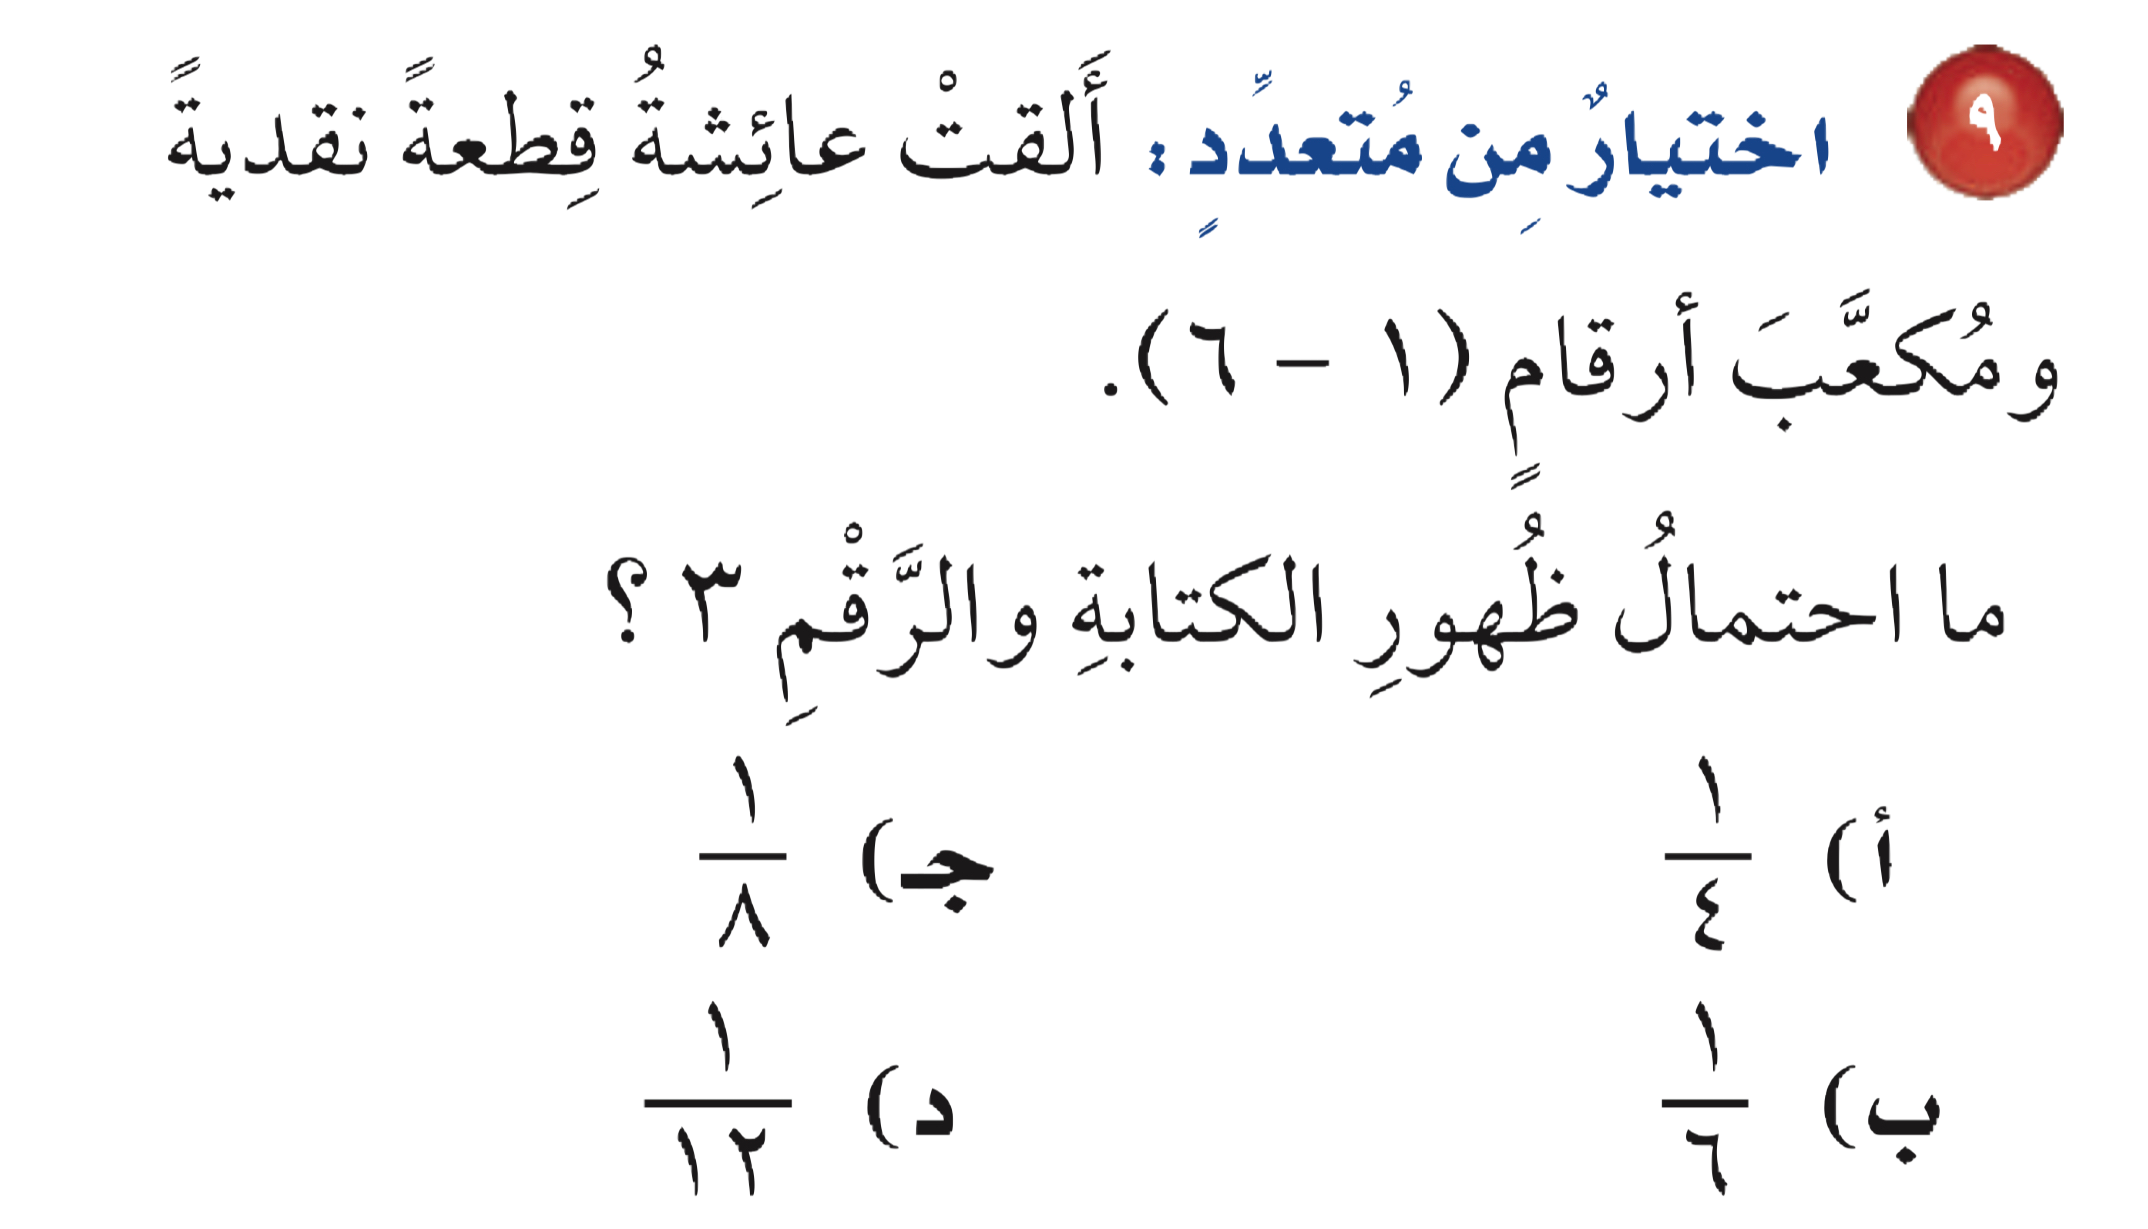 ٩ اختيارٌ مِن مُتعدِّدٍ: أَلقتْ عائِشةُ قِطعةً نقديةً
ومُكعَّبَ أرقامٍ (١ – ٦).
ما احتمالُ ظُهورِ الكتابةِ والرَّقْمِ ٣ ؟
أ) ١/٤ جـ) ١/٨
ب) ١/٦ د) ١/١٢